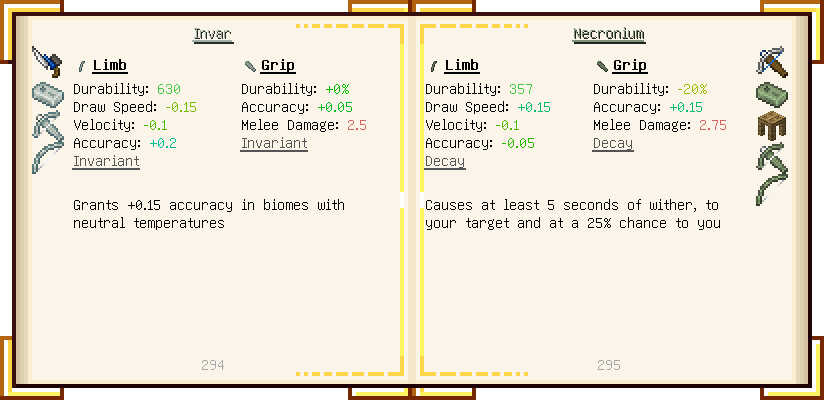 Invar
Limb
Durability: 630
Draw Speed: -0.15
Velocity: -0.1
Accuracy: +0.2
Invariant
Grip
Durability: +0%
Accuracy: +0.05
Melee Damage: 2.5
Invariant
Grants +0.15 accuracy in biomes with
neutral temperatures
294
Necronium
Limb
Durability: 357
Draw Speed: +0.15
Velocity: -0.1
Accuracy: -0.05
Decay
Grip
Durability: -20%
Accuracy: +0.15
Melee Damage: 2.75
Decay
Causes at least 5 seconds of wither, to
your target and at a 25% chance to you
295